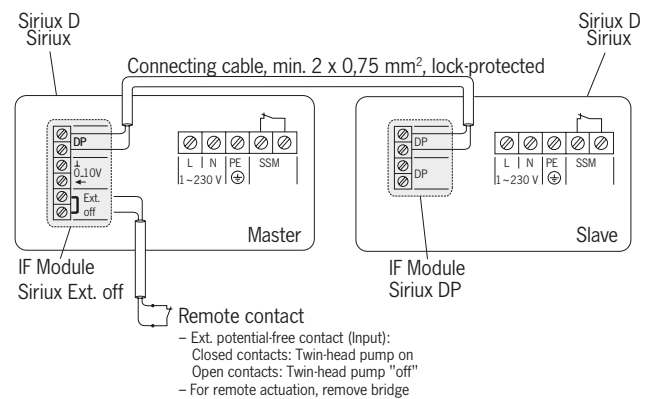 Siriux D
Siriux
Siriux D
Siriux
Connecting cable, min. 2 x 0,75 mm², lock-protected
DP
⊥
0..10V
Ext.
off
L N PE SSM
1~230 V
Master
DP
DP
L N PE SSM
1~230 V
Slave
IF Module
Siriux Ext. off
IF Module
Siriux DP
Remote contact
– Ext. potential-free contact (Input):
Closed contacts: Twin-head pump on
Open contacts: Twin-head pump "off"
– For remote actuation, remove bridge